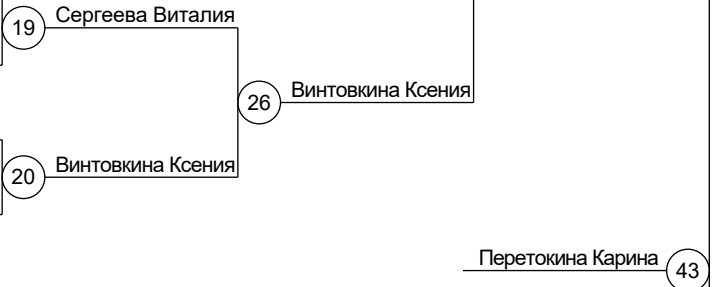 19 Сергеева Виталия
26 Винтовкина Ксения
20 Винтовкина Ксения
Перетокина Карина 43